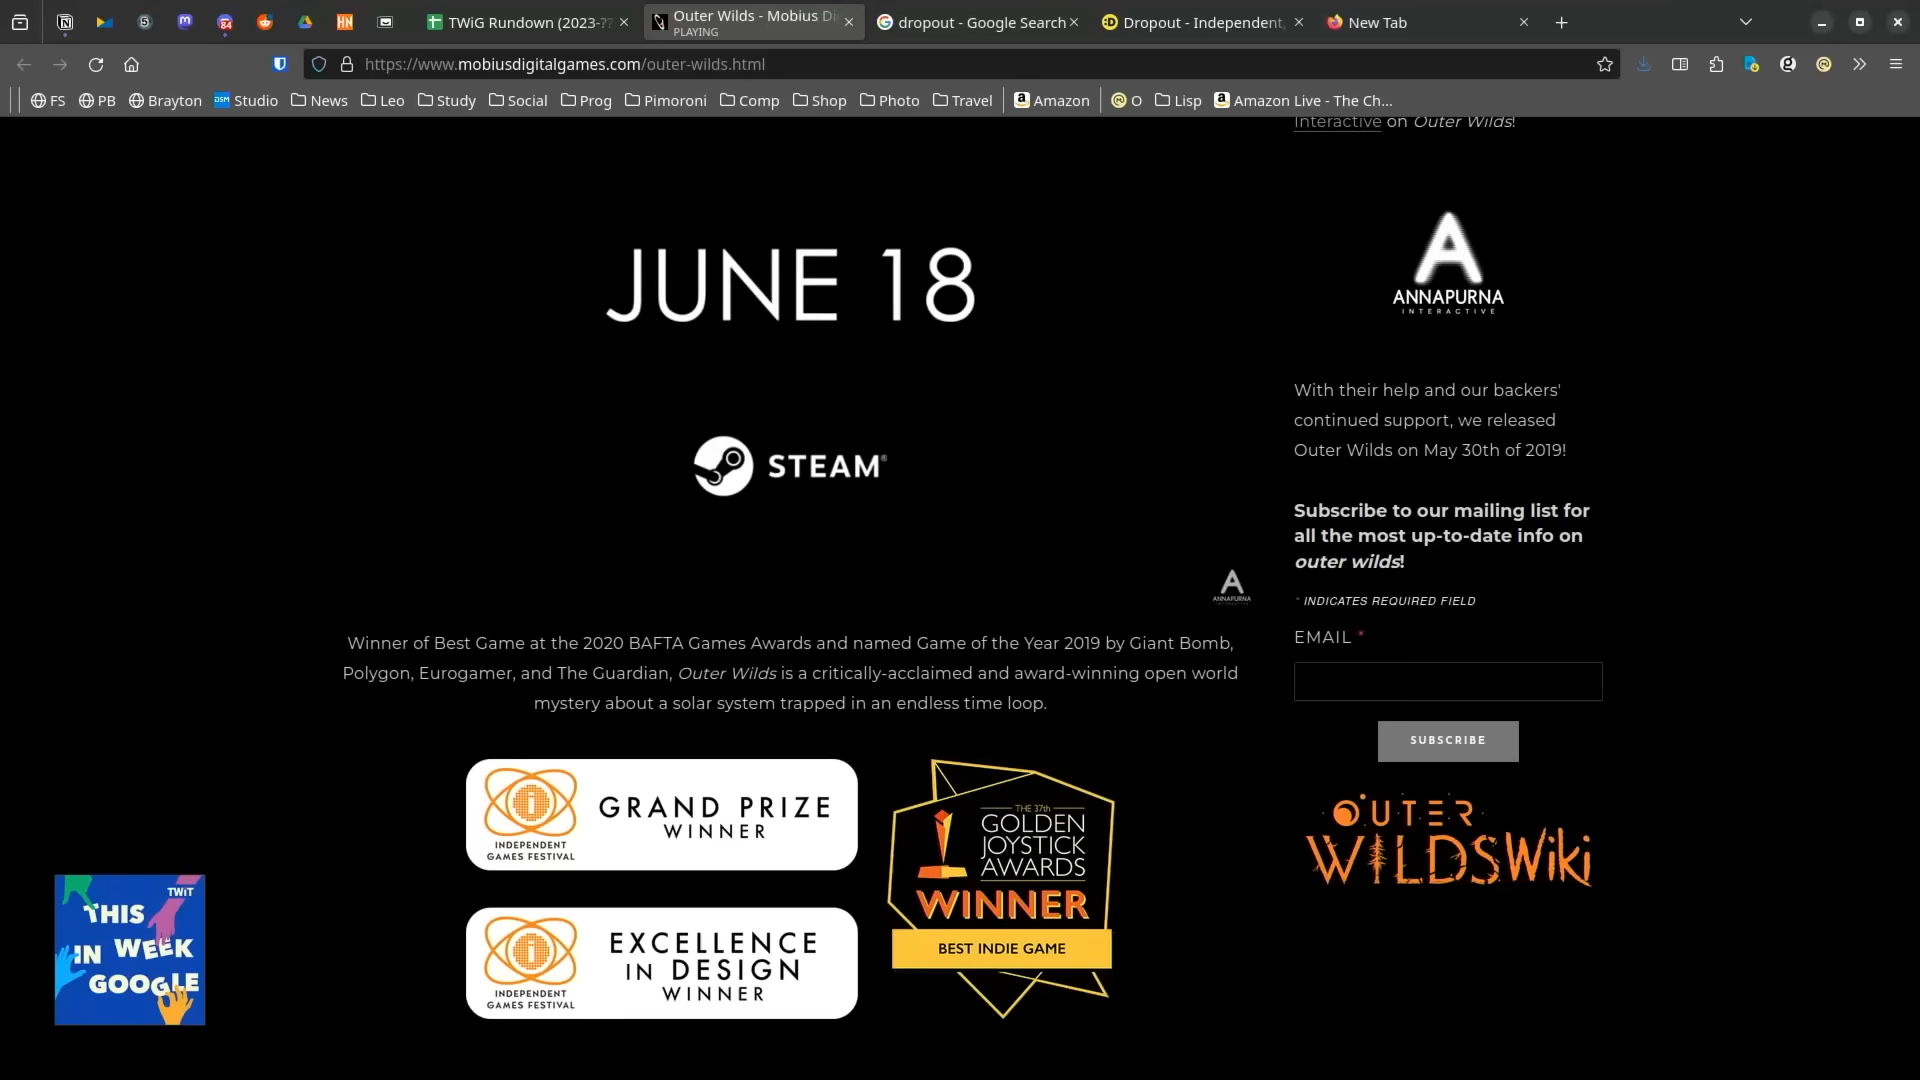 TWiG Rundown (2023-??
Outer Wilds - Mobius Di
PLAYING
dropout - Google Search
Dropout - Independent,
New Tab
https://www.mobiusdigitalgames.com/outer-wilds.html
FS
PB
Brayton
DSM Studio
News
Leo
Study
Social
Prog
Pimoroni
Comp
Shop
Photo
Travel
Amazon
O
Lisp
Amazon Live - The Ch...
Interactive on Outer Wilds!
JUNE 18
ANNAPURNA
INTERACTIVE
With their help and our backers'
continued support, we released
Outer Wilds on May 30th of 2019!
STEAM®
Subscribe to our mailing list for
all the most up-to-date info on
outer wilds!
* INDICATES REQUIRED FIELD
EMAIL *
SUBSCRIBE
ANNAPURNA
INTERACTIVE
Winner of Best Game at the 2020 BAFTA Games Awards and named Game of the Year 2019 by Giant Bomb,
Polygon, Eurogamer, and The Guardian, Outer Wilds is a critically-acclaimed and award-winning open world
mystery about a solar system trapped in an endless time loop.
GRAND PRIZE
WINNER
INDEPENDENT
GAMES FESTIVAL
EXCELLENCE
IN DESIGN
WINNER
INDEPENDENT
GAMES FESTIVAL
THE 37th
GOLDEN
JOYSTICK
AWARDS
WINNER
BEST INDIE GAME
OUTER
WILDS Wiki
TWiT
THIS
IN WEEK
GOOGLE